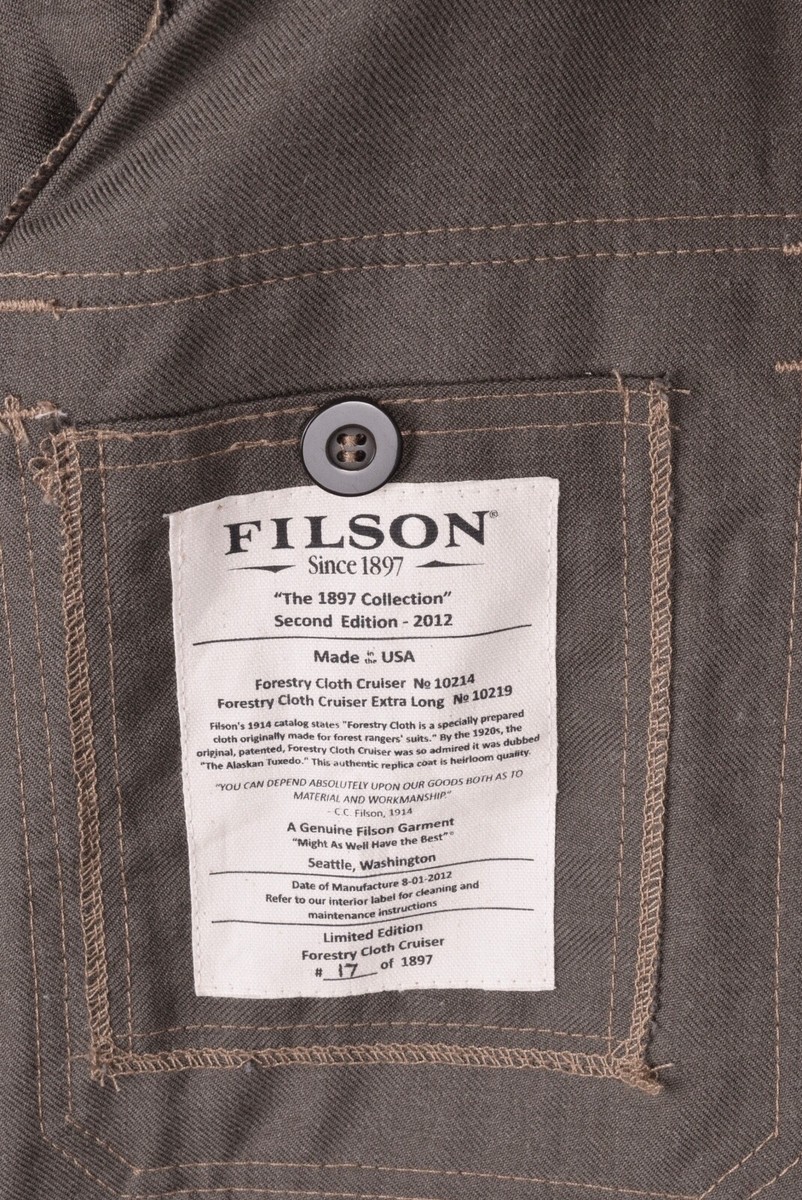 FILSON®
Since 1897
"The 1897 Collection"
Second Edition - 2012
Made in the USA
Forestry Cloth Cruiser № 10214
Forestry Cloth Cruiser Extra Long № 10219
Filson's 1914 catalog states "Forestry Cloth is a specially prepared
cloth originally made for forest rangers' suits." By the 1920s, the
original, patented, Forestry Cloth Cruiser was so admired it was dubbed
"The Alaskan Tuxedo." This authentic replica coat is heirloom quality.
"YOU CAN DEPEND ABSOLUTELY UPON OUR GOODS BOTH AS TO
MATERIAL AND WORKMANSHIP."
- C.C. Filson, 1914
A Genuine Filson Garment
"Might As Well Have the Best"®
Seattle, Washington
Date of Manufacture 8-01-2012
Refer to our interior label for cleaning and
maintenance instructions
Limited Edition
Forestry Cloth Cruiser
# 17 of 1897